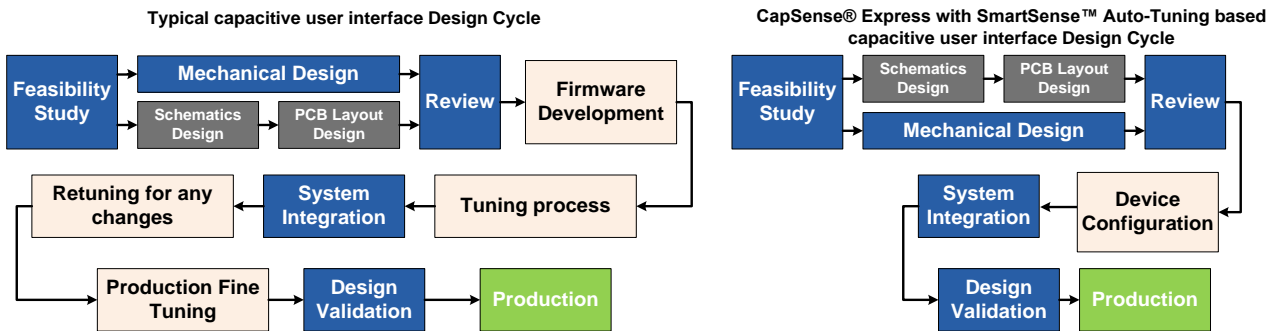 Typical capacitive user interface Design Cycle
Feasibility
Study
Mechanical Design
Schematics
Design
PCB Layout
Design
Review
Firmware
Development
Retuning for any
changes
System
Integration
Tuning process
Production Fine
Tuning
Design
Validation
Production
CapSense® Express with SmartSense™ Auto-Tuning based
capacitive user interface Design Cycle
Feasibility
Study
Schematics
Design
PCB Layout
Design
Mechanical Design
Review
System
Integration
Device
Configuration
Design
Validation
Production